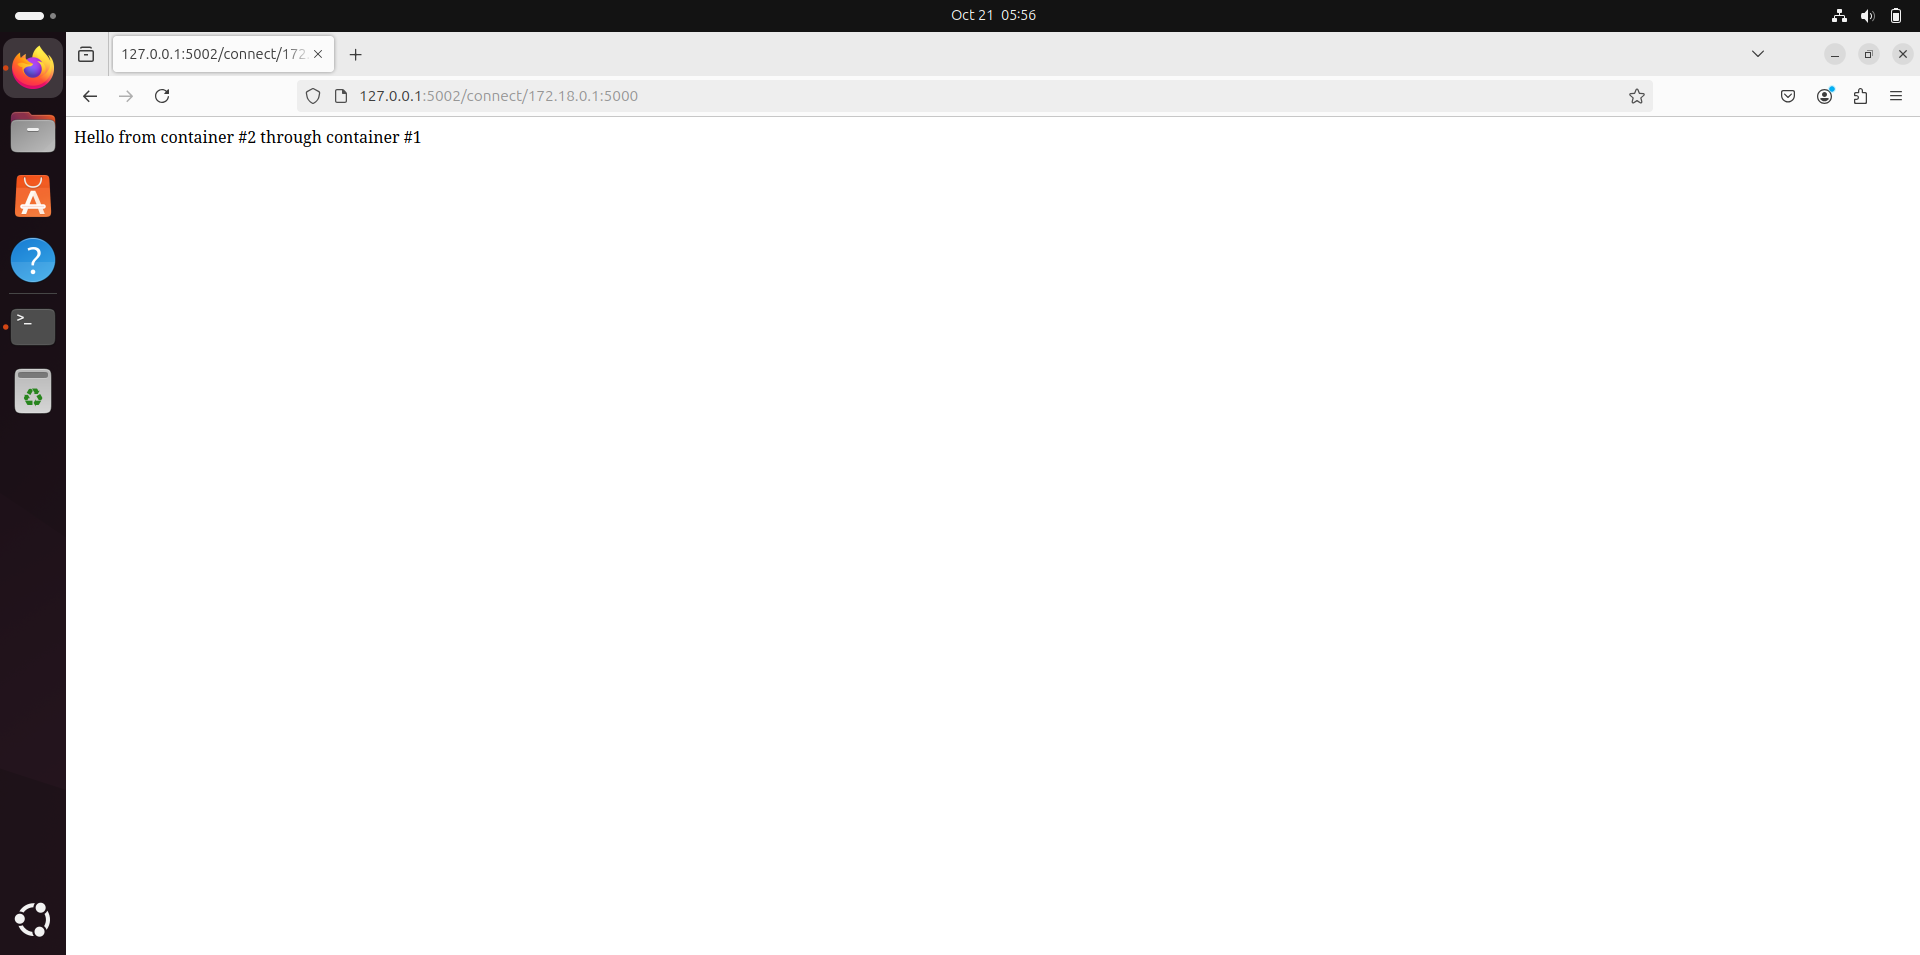 Oct 21 05:56
127.0.0.1:5002/connect/172
127.0.0.1:5002/connect/172.18.0.1:5000
Hello from container #2 through container #1